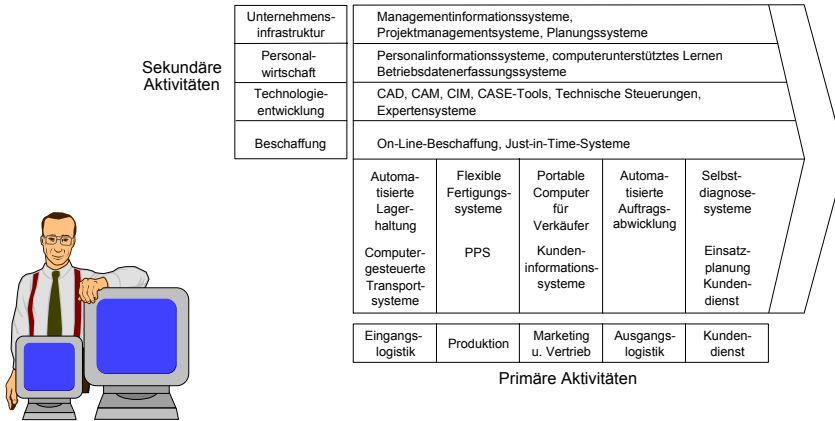 Unternehmens-
infrastruktur
Managementinformationssysteme,
Projektmanagementsysteme, Planungssysteme
Sekundäre
Aktivitäten
Personal-
wirtschaft
Personalinformationssysteme, computerunterstütztes Lernen
Betriebsdatenerfassungssysteme
Technologie-
entwicklung
CAD, CAM, CIM, CASE-Tools, Technische Steuerungen,
Expertensysteme
Beschaffung
On-Line-Beschaffung, Just-in-Time-Systeme
Automa-
tisierte
Lager-
haltung
Computer-
gesteuerte
Transport-
systeme
Flexible
Fertigungs-
systeme
PPS
Portable
Computer
für
Verkäufer
Kunden-
informations-
systeme
Automa-
tisierte
Auftrags-
abwicklung
Selbst-
diagnose-
systeme
Einsatz-
planung
Kunden-
dienst
Eingangs-
logistik
Produktion
Marketing
u. Vertrieb
Ausgangs-
logistik
Kunden-
dienst
Primäre Aktivitäten